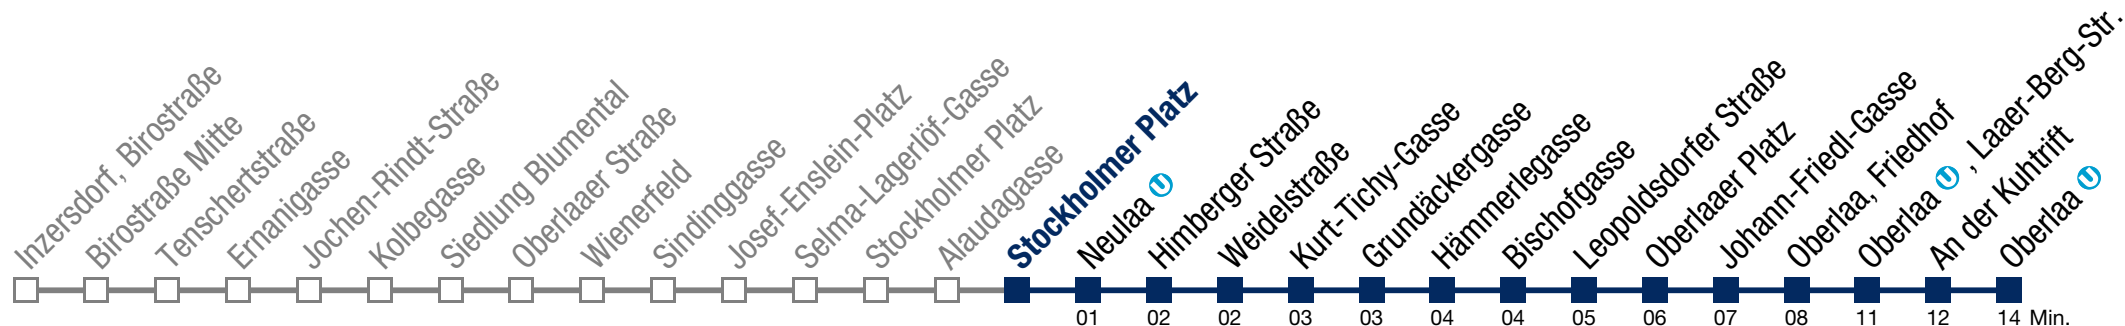 Inzersdorf, Birostraße
Birostraße Mitte
Tenschertstraße
Ernanigasse
Jochen-Rindt-Straße
Kolbegasse
Siedlung Blumental
Oberlaaer Straße
Wienerfeld
Sindinggasse
Josef-Enslein-Platz
Selma-Lagerlöf-Gasse
Stockholmer Platz
Alaudagasse
Stockholmer Platz
Neulaa U
Himberger Straße
Weidelstraße
Kurt-Tichy-Gasse
Grundäckergasse
Hämmerlegasse
Bischofgasse
Leopoldsdorfer Straße
Oberlaaer Platz
Johann-Friedl-Gasse
Oberlaa, Friedhof
Oberlaa U , Laaer-Berg-Str.
An der Kuhtrift
Oberlaa U
01 02 02 03 03 04 04 05 06 07 08 11 12 14 Min.